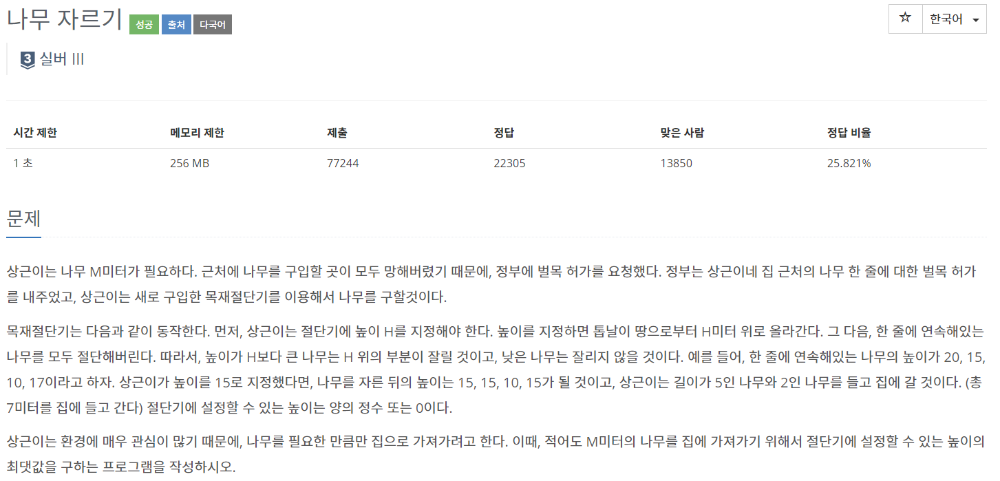 나무 자르기 성공 출처 다국어 ☆ 한국어
3 실버 III
시간 제한 메모리 제한 제출 정답 맞은 사람 정답 비율
1 초 256 MB 77244 22305 13850 25.821%
문제
상근이는 나무 M미터가 필요하다. 근처에 나무를 구입할 곳이 모두 망해버렸기 때문에, 정부에 벌목 허가를 요청했다. 정부는 상근이네 집 근처의 나무 한 줄에 대한 벌목 허가
를 내주었고, 상근이는 새로 구입한 목재절단기를 이용해서 나무를 구할것이다.
목재절단기는 다음과 같이 동작한다. 먼저, 상근이는 절단기에 높이 H를 지정해야 한다. 높이를 지정하면 톱날이 땅으로부터 H미터 위로 올라간다. 그 다음, 한 줄에 연속해있는
나무를 모두 절단해버린다. 따라서, 높이가 H보다 큰 나무는 H 위의 부분이 잘릴 것이고, 낮은 나무는 잘리지 않을 것이다. 예를 들어, 한 줄에 연속해있는 나무의 높이가 20, 15,
10, 17이라고 하자. 상근이가 높이를 15로 지정했다면, 나무를 자른 뒤의 높이는 15, 15, 10, 15가 될 것이고, 상근이는 길이가 5인 나무와 2인 나무를 들고 집에 갈 것이다. (총
7미터를 집에 들고 간다) 절단기에 설정할 수 있는 높이는 양의 정수 또는 0이다.
상근이는 환경에 매우 관심이 많기 때문에, 나무를 필요한 만큼만 집으로 가져가려고 한다. 이때, 적어도 M미터의 나무를 집에 가져가기 위해서 절단기에 설정할 수 있는 높이의
최댓값을 구하는 프로그램을 작성하시오.